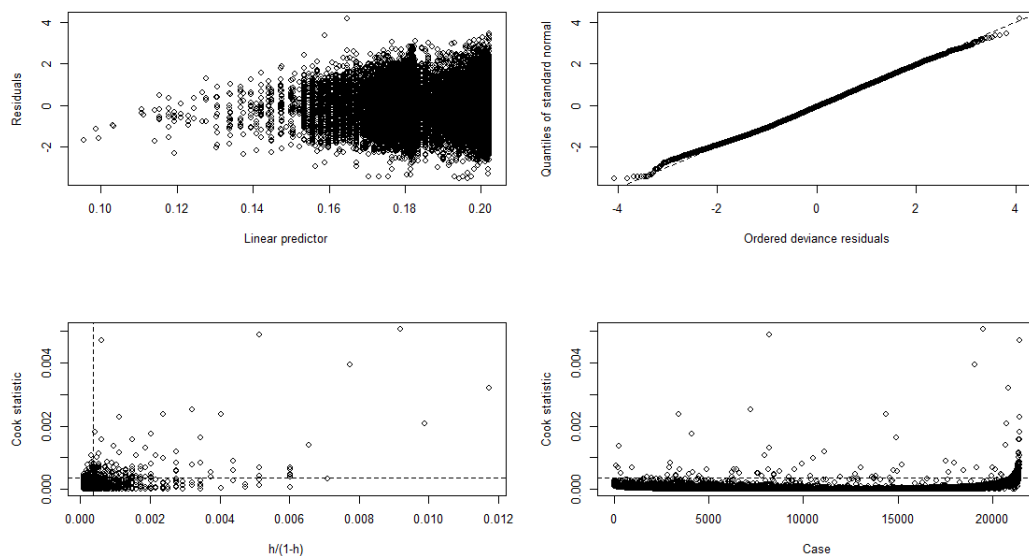 Residuals
4
2
0
-2
0.10 0.12 0.14 0.16 0.18 0.20
Linear predictor
Quantiles of standard normal
4
2
0
-2
-4 -2 0 2 4
Ordered deviance residuals
Cook statistic
0.004
0.002
0.000
0.000 0.002 0.004 0.006 0.008 0.010 0.012
h/(1-h)
Cook statistic
0.004
0.002
0.000
0 5000 10000 15000 20000
Case